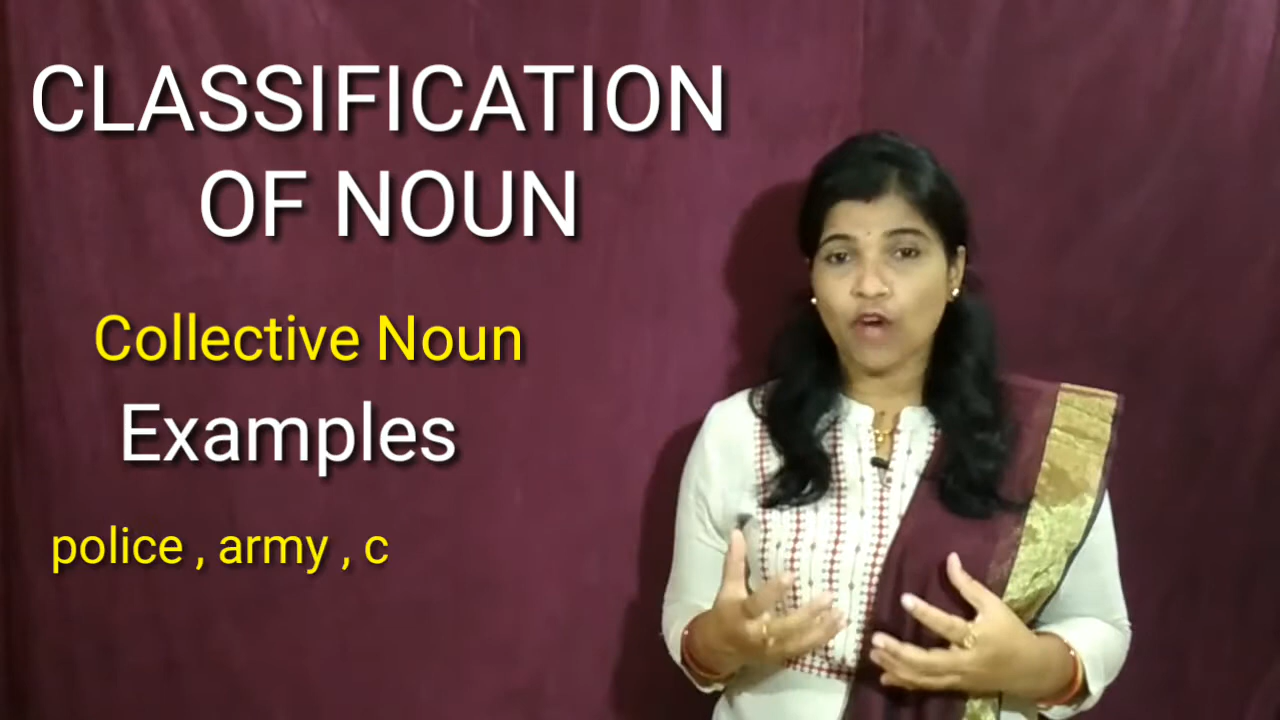 CLASSIFICATION
OF NOUN
Collective Noun
Examples
police , army , c